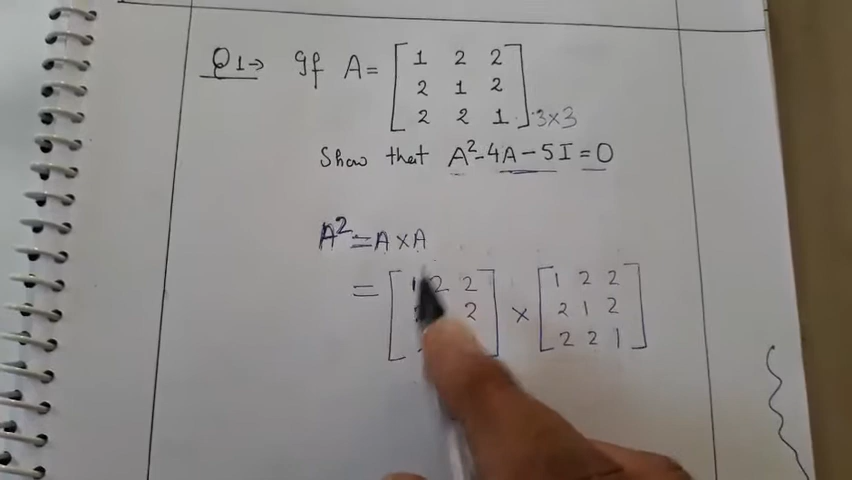 Q1→ If A = [ 1 2 2
2 1 2
2 2 1 ] 3×3
Show that A²-4A-5I=0
A² = A×A
= [ 1 2 2 × [ 1 2 2
2 2 1 2
2 2 1 ]